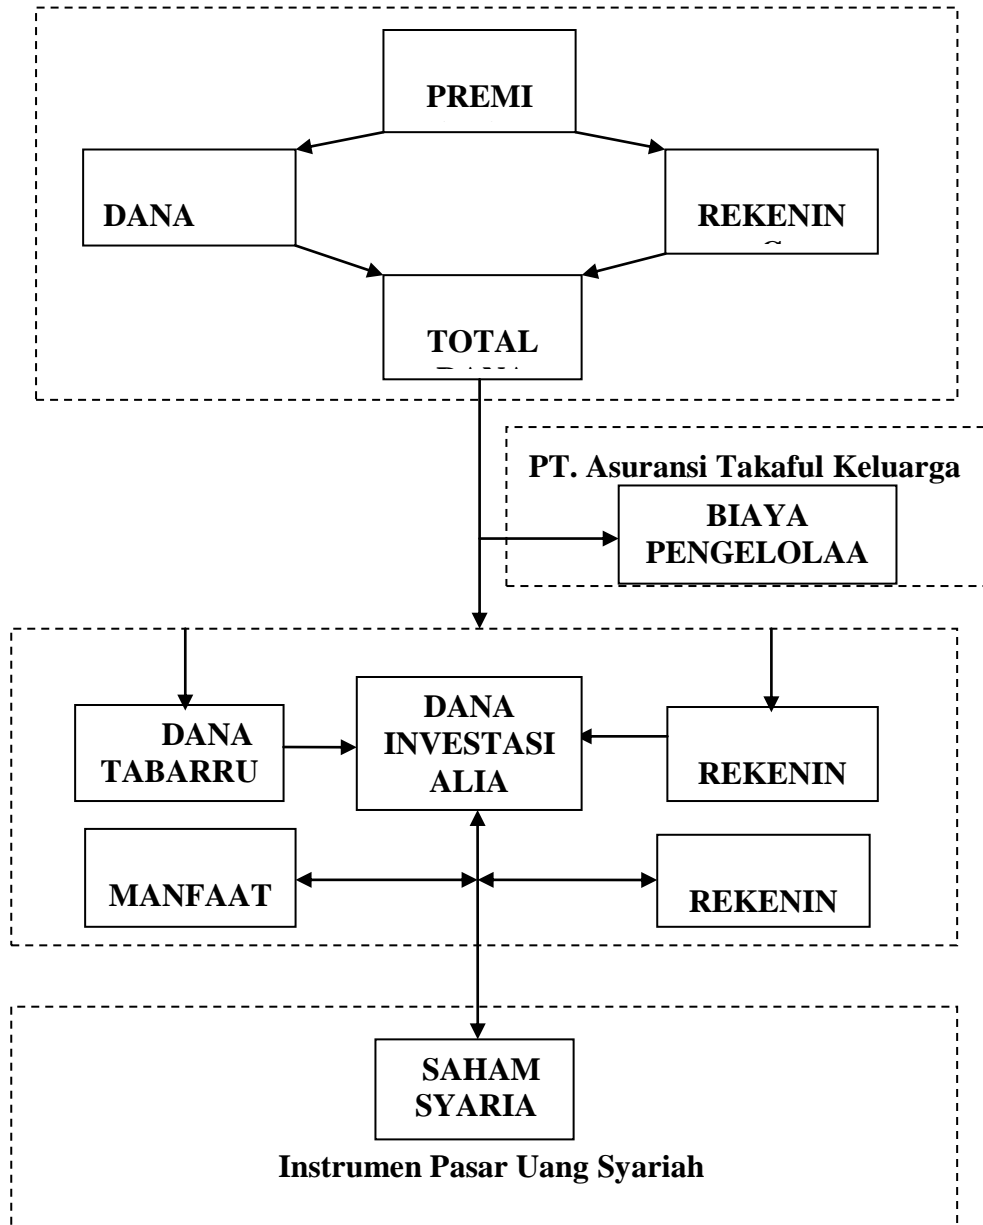 PREMI
DANA
REKENIN
TOTAL
PT. Asuransi Takaful Keluarga
BIAYA
PENGELOLAA
DANA
TABARRU
DANA
INVESTASI
ALIA
REKENIN
MANFAAT
REKENIN
SAHAM
SYARIA
Instrumen Pasar Uang Syariah